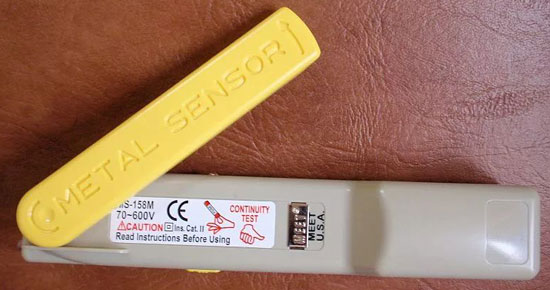 METAL SENSOR
MS-158M
70~600V
CE
CONTINUITY
TEST
CAUTION Ins. Cat. II
Read Instructions Before Using
MEET
U.S.A.